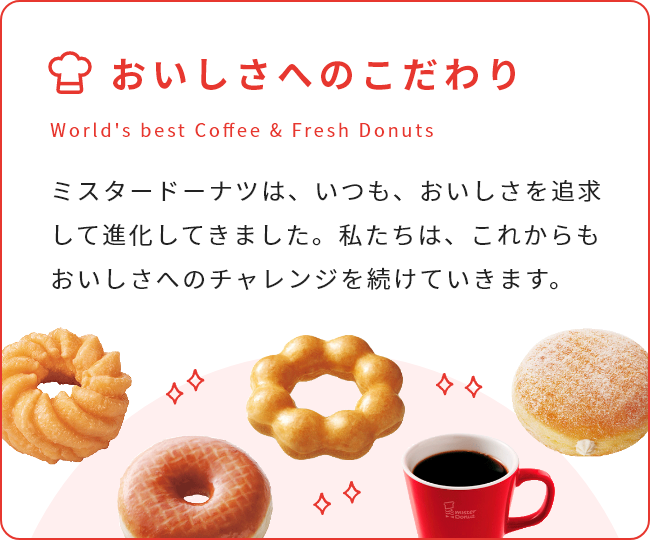 おいしさへのこだわり
World's best Coffee & Fresh Donuts
ミスタードーナツは、いつも、おいしさを追求
して進化してきました。私たちは、これからも
おいしさへのチャレンジを続けていきます。
Mister
Donut